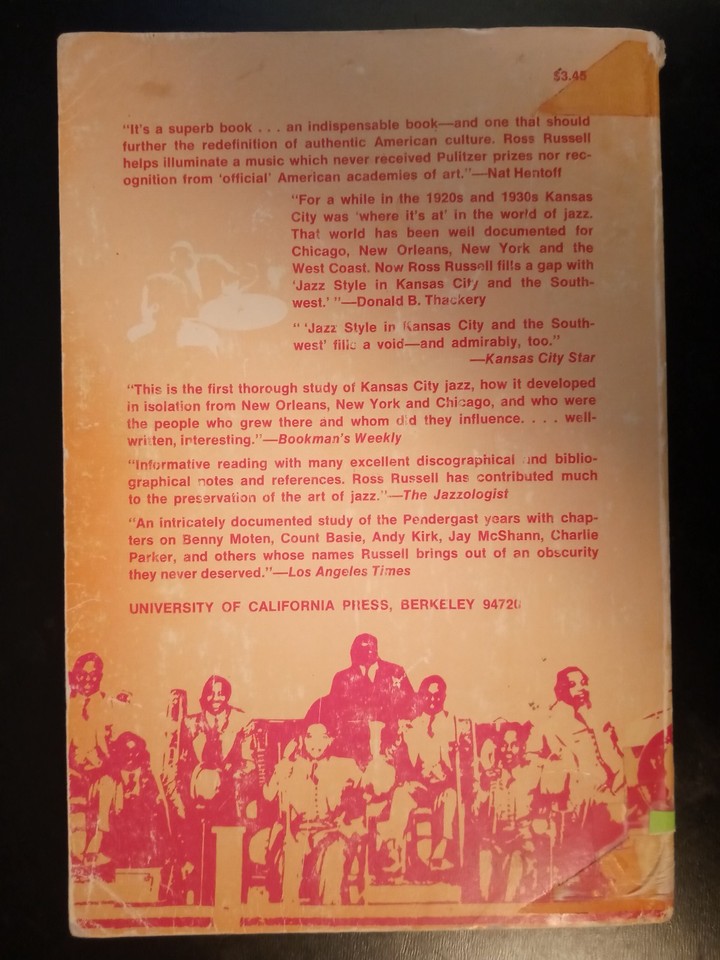 $3.45
"It's a superb book . . . an indispensable book—and one that should
further the redefinition of authentic American culture. Ross Russell
helps illuminate a music which never received Pulitzer prizes nor rec-
ognition from 'official' American academies of art."—Nat Hentoff
"For a while in the 1920s and 1930s Kansas
City was 'where it's at' in the world of jazz.
That world has been well documented for
Chicago, New Orleans, New York and the
West Coast. Now Ross Russell fills a gap with
'Jazz Style in Kansas City and the South-
west.' "—Donald B. Thackery
" 'Jazz Style in Kansas City and the South-
west' fills a void—and admirably, too."
—Kansas City Star
"This is the first thorough study of Kansas City jazz, how it developed
in isolation from New Orleans, New York and Chicago, and who were
the people who grew there and whom did they influence. . . . well-
written, interesting."—Bookman's Weekly
"Informative reading with many excellent discographical and biblio-
graphical notes and references. Ross Russell has contributed much
to the preservation of the art of jazz."—The Jazzologist
"An intricately documented study of the Pendergast years with chap-
ters on Benny Moten, Count Basie, Andy Kirk, Jay McShann, Charlie
Parker, and others whose names Russell brings out of an obscurity
they never deserved."—Los Angeles Times
UNIVERSITY OF CALIFORNIA PRESS, BERKELEY 94720